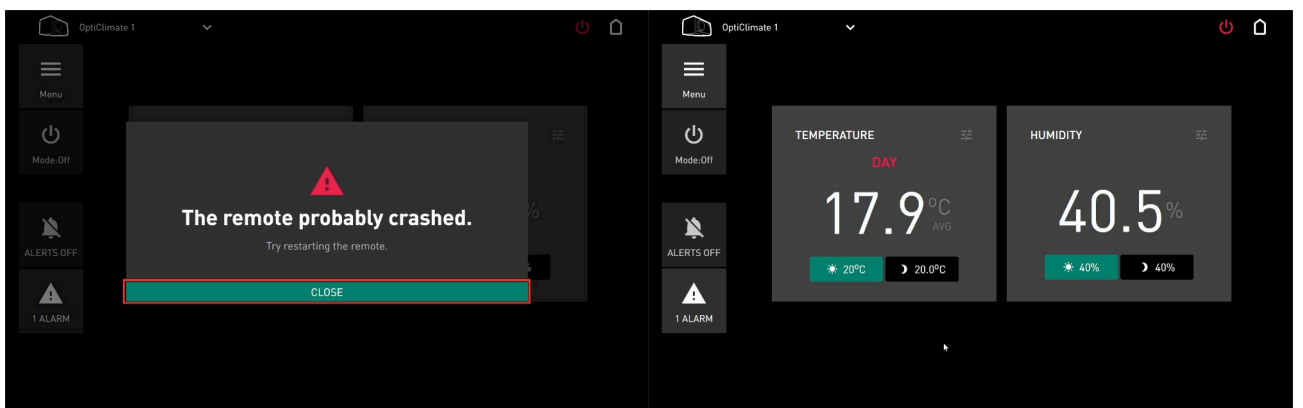 OptiClimate 1
Menu
Mode:Off
ALERTS OFF
1 ALARM
The remote probably crashed.
Try restarting the remote.
CLOSE
%
OptiClimate 1
Menu
Mode:Off
ALERTS OFF
1 ALARM
TEMPERATURE
DAY
17.9°C
AVG
20°C 20.0°C
HUMIDITY
40.5%
40% 40%